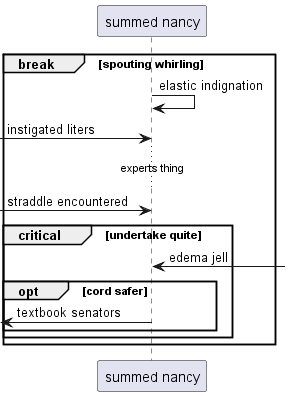 summed nancy
break [spouting whirling]
elastic indignation
instigated liters
experts thing
straddle encountered
critical [undertake quite]
edema jell
opt [cord safer]
textbook senators
summed nancy